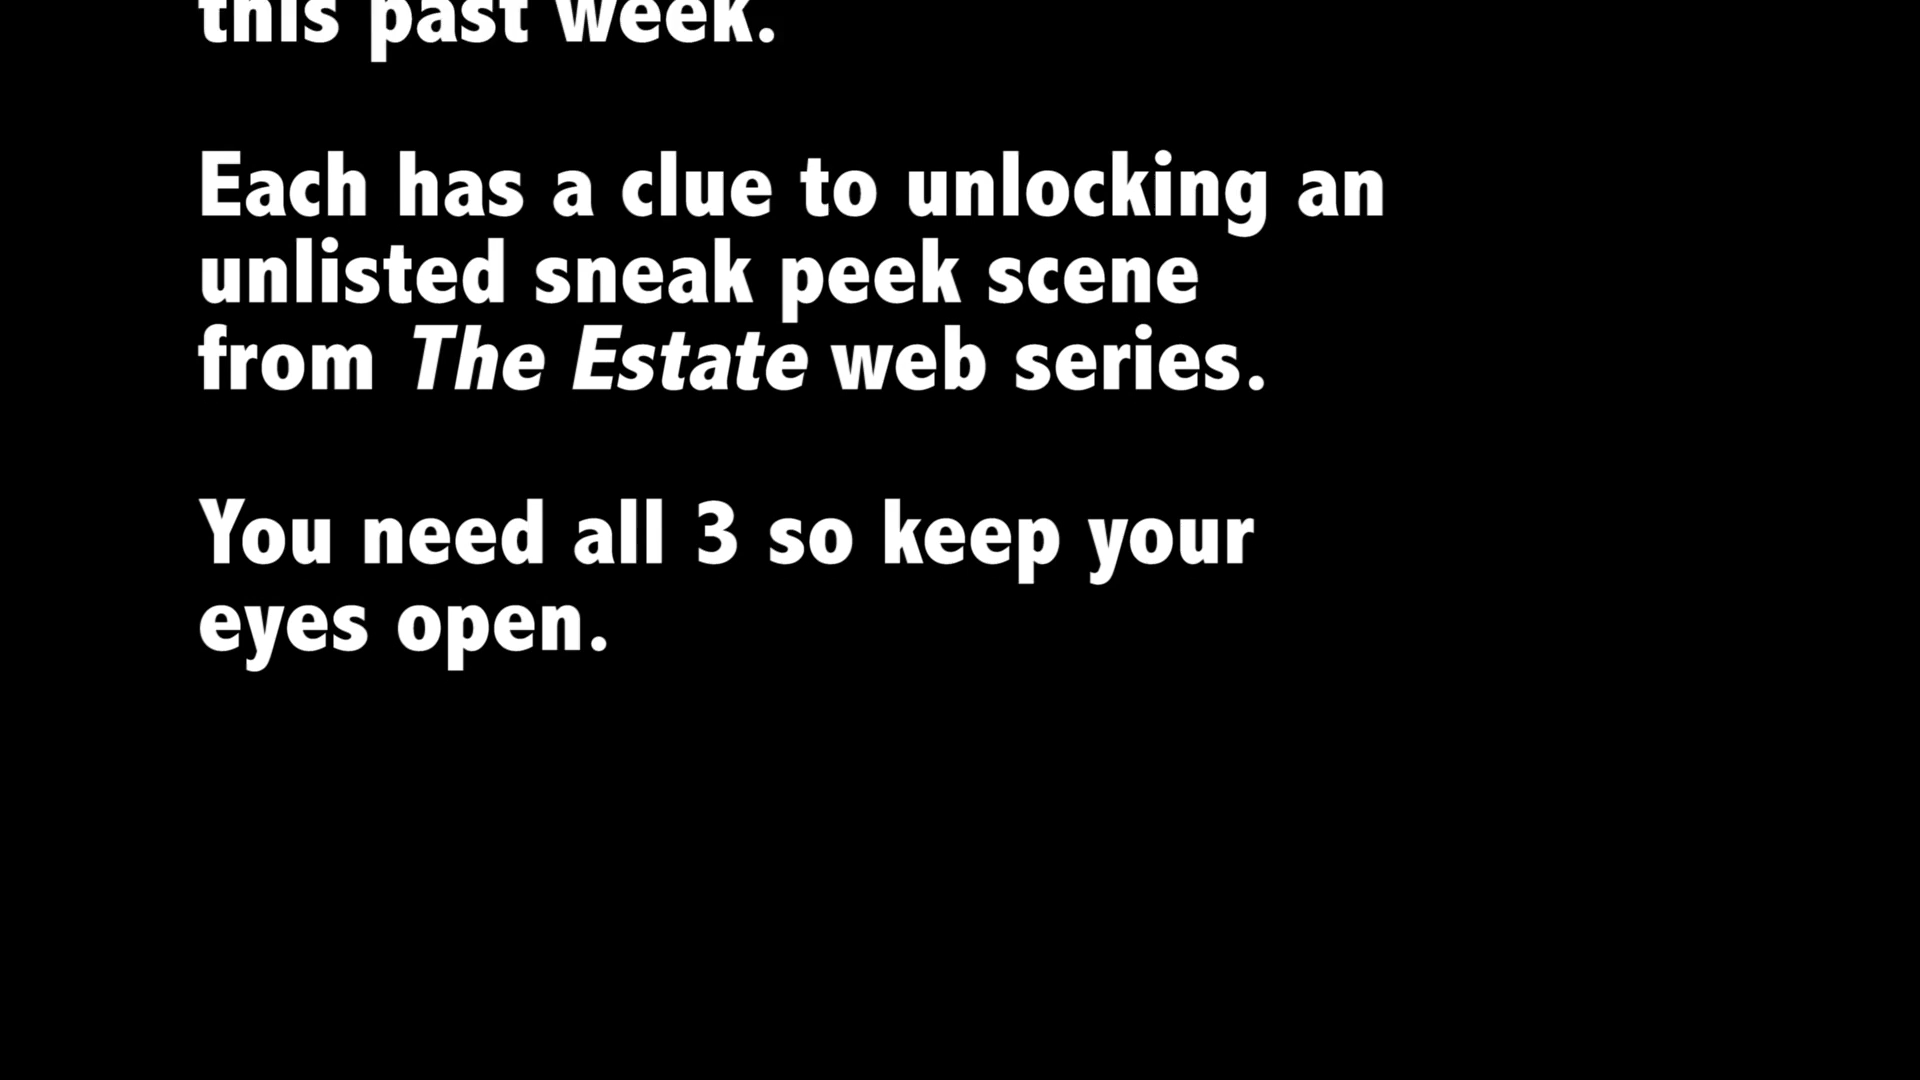 this past week.
Each has a clue to unlocking an
unlisted sneak peek scene
from The Estate web series.
You need all 3 so keep your
eyes open.